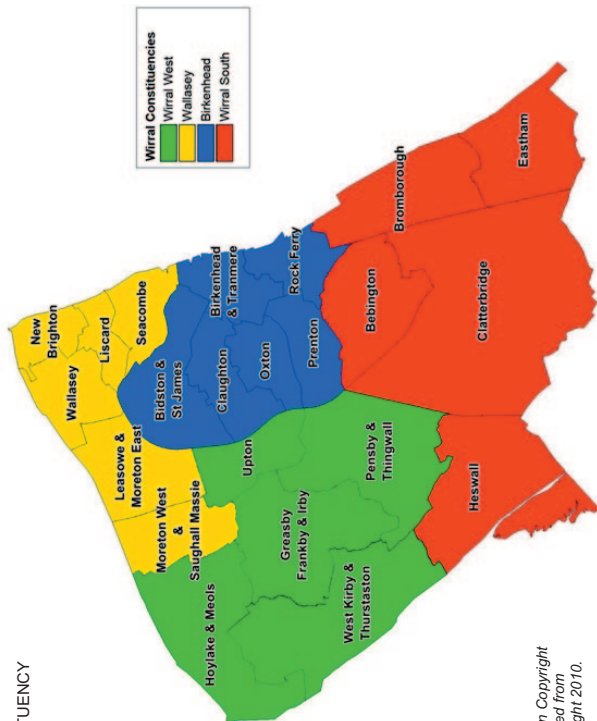 TUENCY
Wirral Constituencies
Wirral West
Wallasey
Birkenhead
Wirral South
New
Brighton
Wallasey
Liscard
Seacombe
Leasowe &
Moreton East
Moreton West
&
Saughall Massie
Bidston &
St James
Birkenhead
& Tranmere
Claughton
Oxton
Rock Ferry
Prenton
Upton
Hoylake & Meols
Greasby
Frankby & Irby
Pensby &
Thingwall
West Kirby &
Thurstaston
Heswall
Bebington
Bromborough
Clatterbridge
Eastham
n Copyright
ed from
ght 2010.